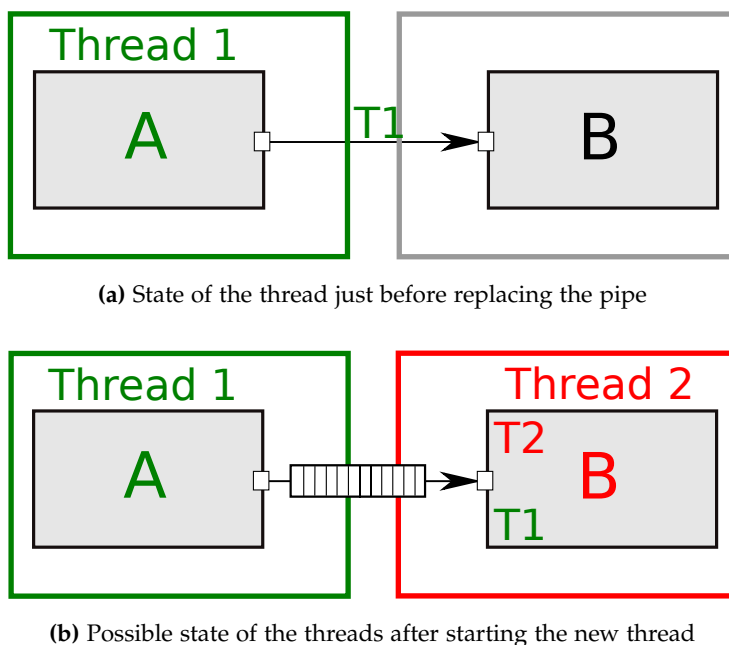 Thread 1
A
T1
B
(a) State of the thread just before replacing the pipe
Thread 1
Thread 2
A
T2
B
T1
(b) Possible state of the threads after starting the new thread